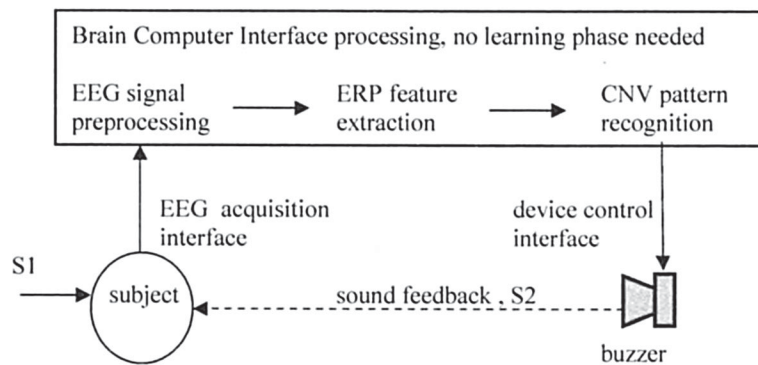 Brain Computer Interface processing, no learning phase needed
EEG signal
preprocessing
ERP feature
extraction
CNV pattern
recognition
EEG acquisition
interface
device control
interface
S1
subject
sound feedback , S2
buzzer